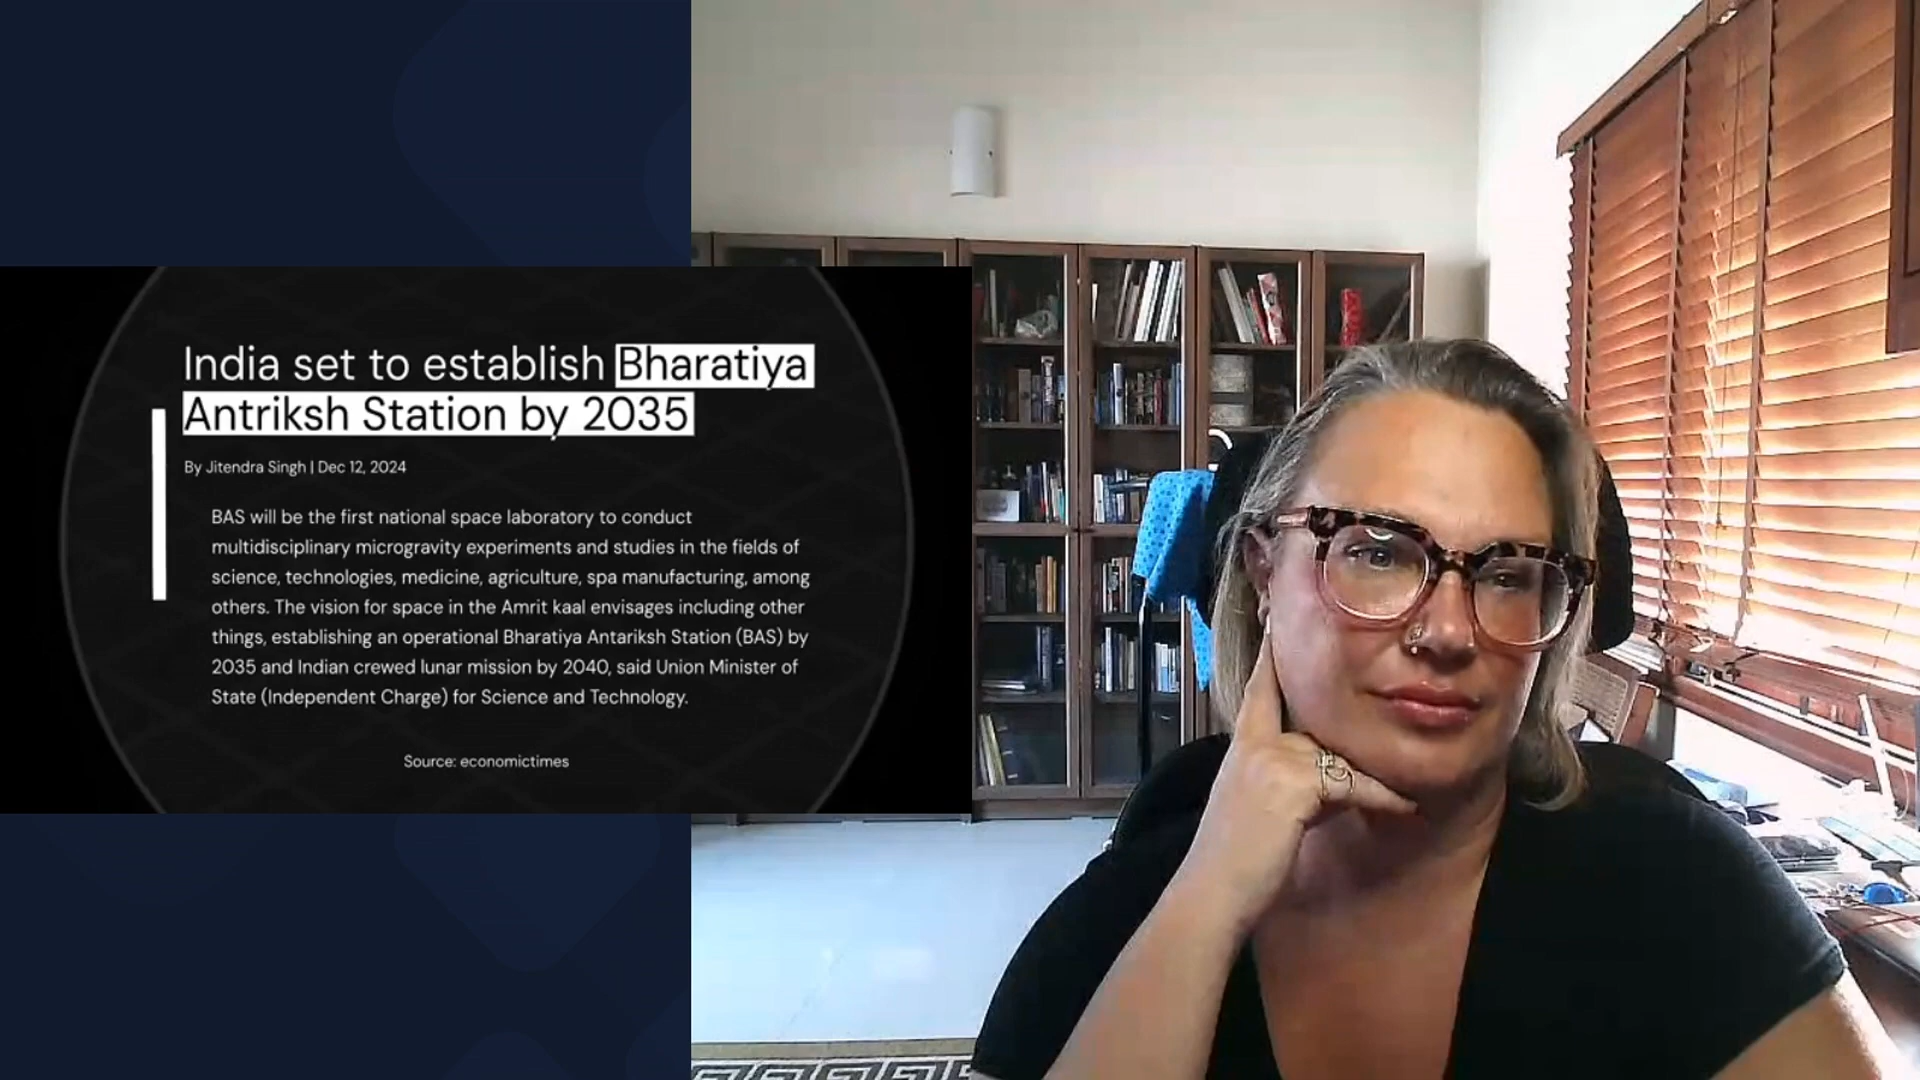 India set to establish Bharatiya
Antriksh Station by 2035
By Jitendra Singh | Dec 12, 2024
BAS will be the first national space laboratory to conduct
multidisciplinary microgravity experiments and studies in the fields of
science, technologies, medicine, agriculture, spa manufacturing, among
others. The vision for space in the Amrit kaal envisages including other
things, establishing an operational Bharatiya Antariksh Station (BAS) by
2035 and Indian crewed lunar mission by 2040, said Union Minister of
State (Independent Charge) for Science and Technology.
Source: economictimes